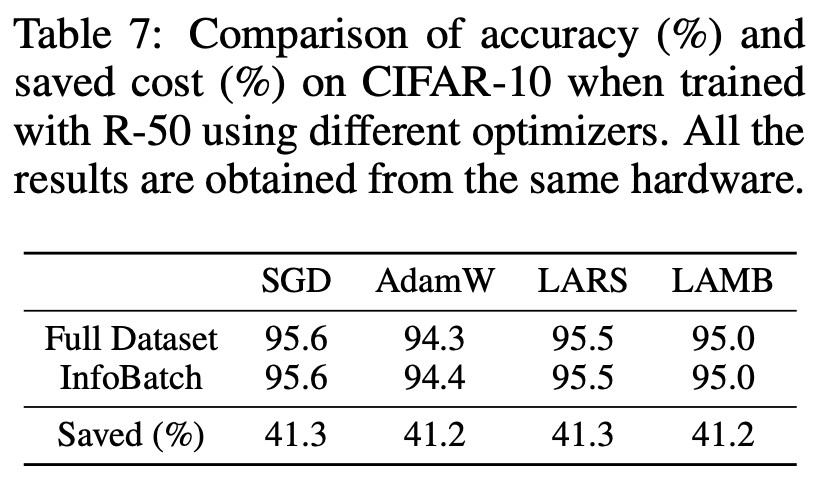 Table 7: Comparison of accuracy (%) and
saved cost (%) on CIFAR-10 when trained
with R-50 using different optimizers. All the
results are obtained from the same hardware.
SGD AdamW LARS LAMB
Full Dataset 95.6 94.3 95.5 95.0
InfoBatch 95.6 94.4 95.5 95.0
Saved (%) 41.3 41.2 41.3 41.2